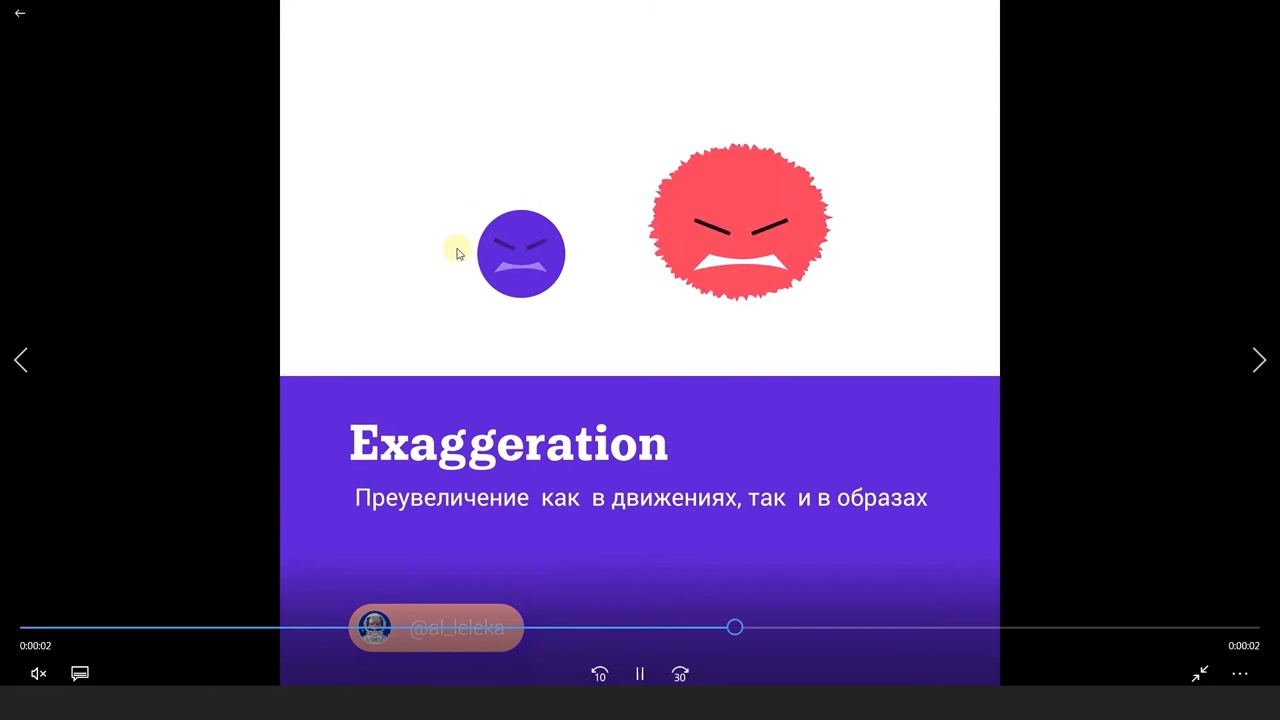 Exaggeration
Преувеличение как в движениях, так и в образах
@al_leleka
0:00:02
0:00:02
10
30